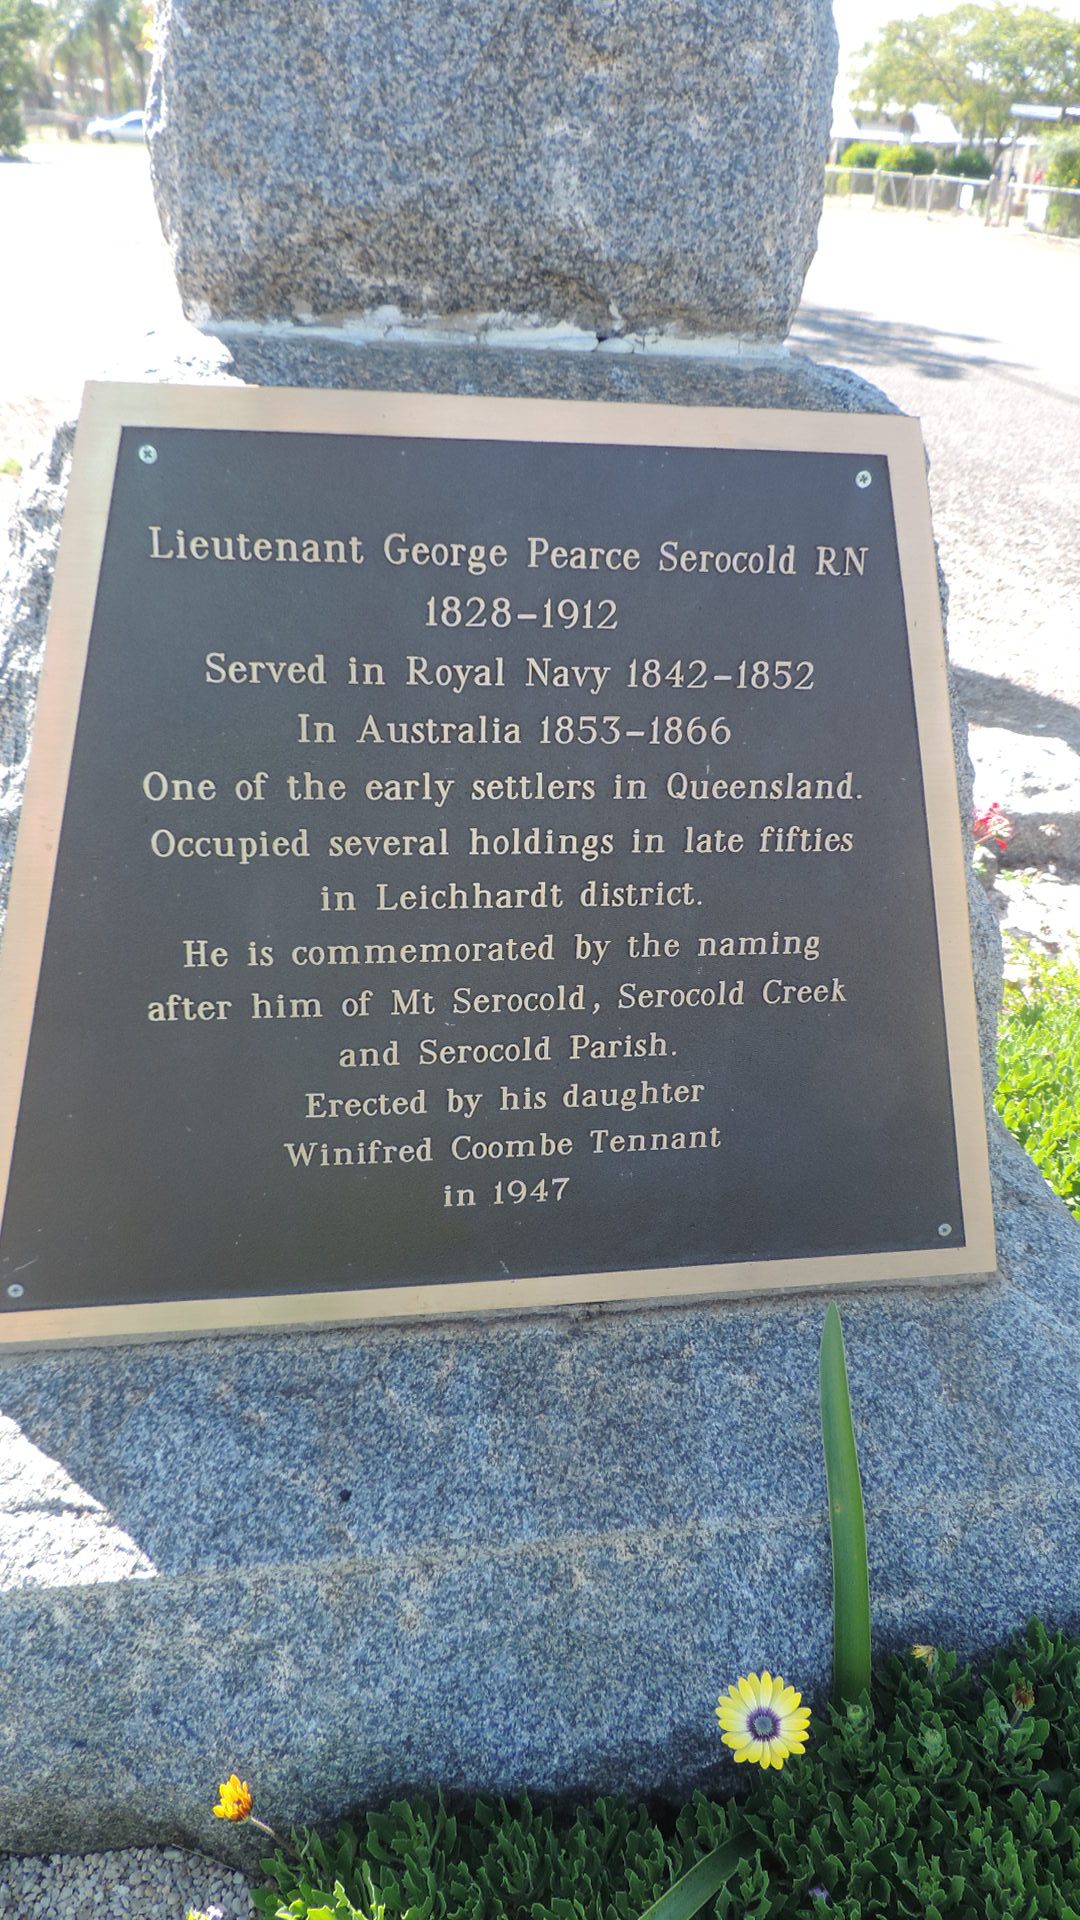 Lieutenant George Pearce Serocold RN
1828-1912
Served in Royal Navy 1842-1852
In Australia 1853-1866
One of the early settlers in Queensland.
Occupied several holdings in late fifties
in Leichhardt district.
He is commemorated by the naming
after him of Mt Serocold, Serocold Creek
and Serocold Parish.
Erected by his daughter
Winifred Coombe Tennant
in 1947